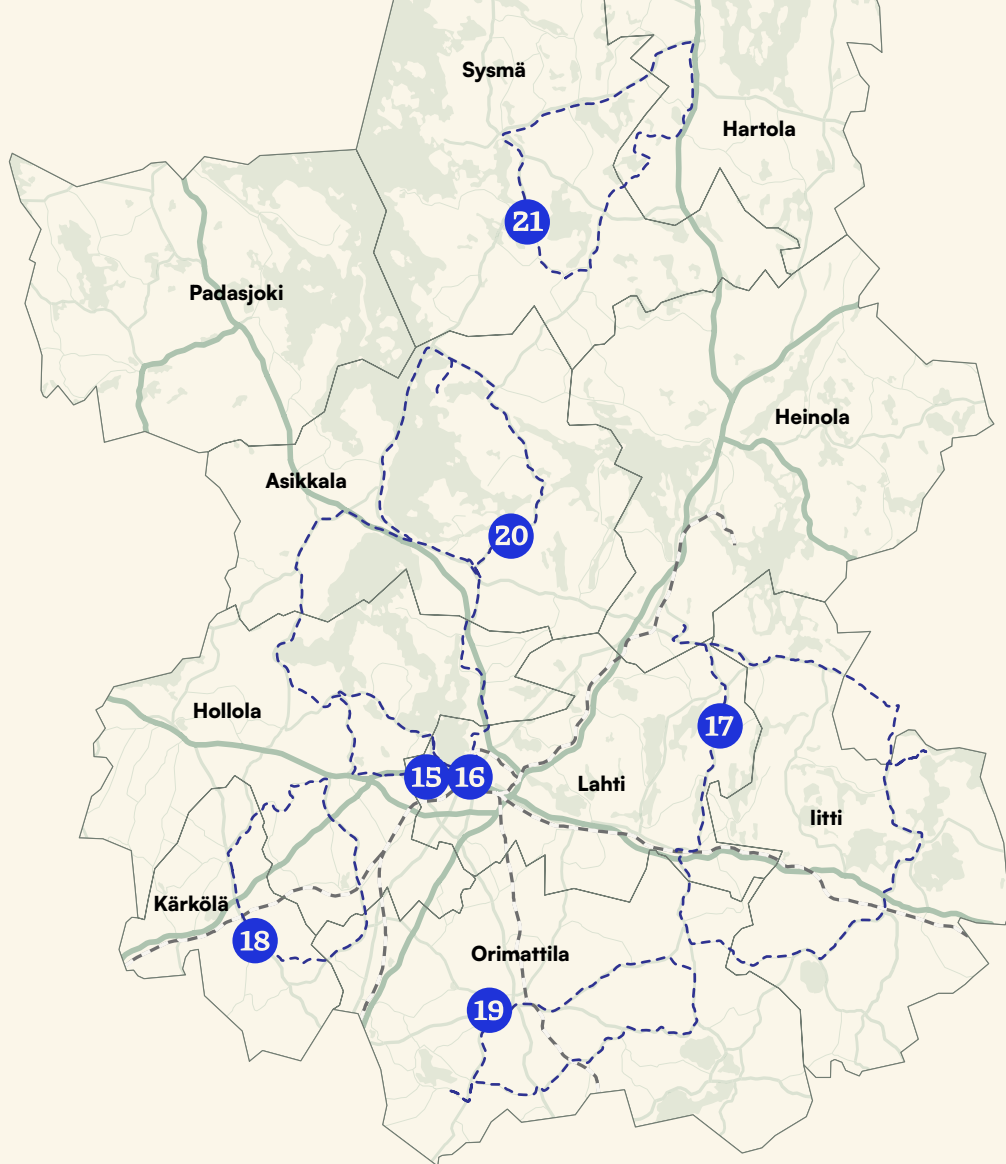 Sysmä
Hartola
21
Padasjoki
Heinola
Asikkala
20
Hollola
17
15
16
Lahti
Iitti
Kärkölä
18
Orimattila
19